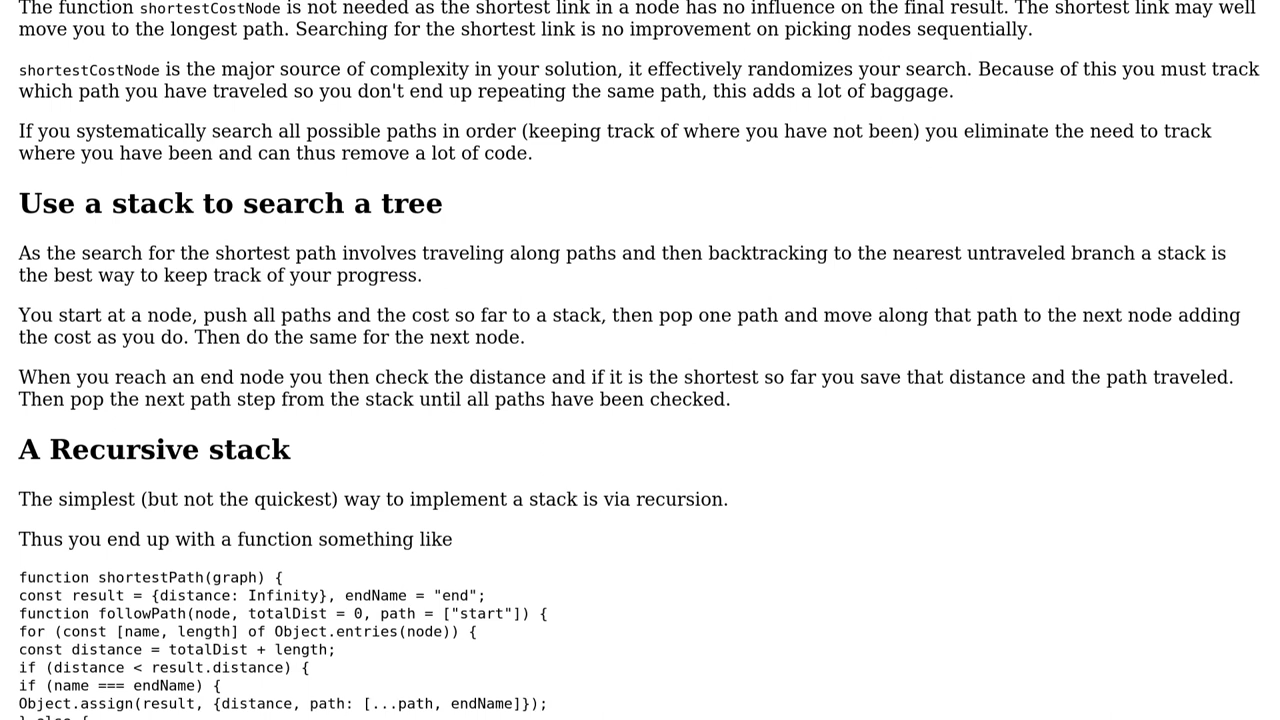 The function shortestCostNode is not needed as the shortest link in a node has no influence on the final result. The shortest link may well
move you to the longest path. Searching for the shortest link is no improvement on picking nodes sequentially.
shortestCostNode is the major source of complexity in your solution, it effectively randomizes your search. Because of this you must track
which path you have traveled so you don't end up repeating the same path, this adds a lot of baggage.
If you systematically search all possible paths in order (keeping track of where you have not been) you eliminate the need to track
where you have been and can thus remove a lot of code.
Use a stack to search a tree
As the search for the shortest path involves traveling along paths and then backtracking to the nearest untraveled branch a stack is
the best way to keep track of your progress.
You start at a node, push all paths and the cost so far to a stack, then pop one path and move along that path to the next node adding
the cost as you do. Then do the same for the next node.
When you reach an end node you then check the distance and if it is the shortest so far you save that distance and the path traveled.
Then pop the next path step from the stack until all paths have been checked.
A Recursive stack
The simplest (but not the quickest) way to implement a stack is via recursion.
Thus you end up with a function something like
function shortestPath(graph) {
const result = {distance: Infinity}, endName = "end";
function followPath(node, totalDist = 0, path = ["start"]) {
for (const [name, length] of Object.entries(node)) {
const distance = totalDist + length;
if (distance < result.distance) {
if (name === endName) {
Object.assign(result, {distance, path: [...path, endName]});
} else {